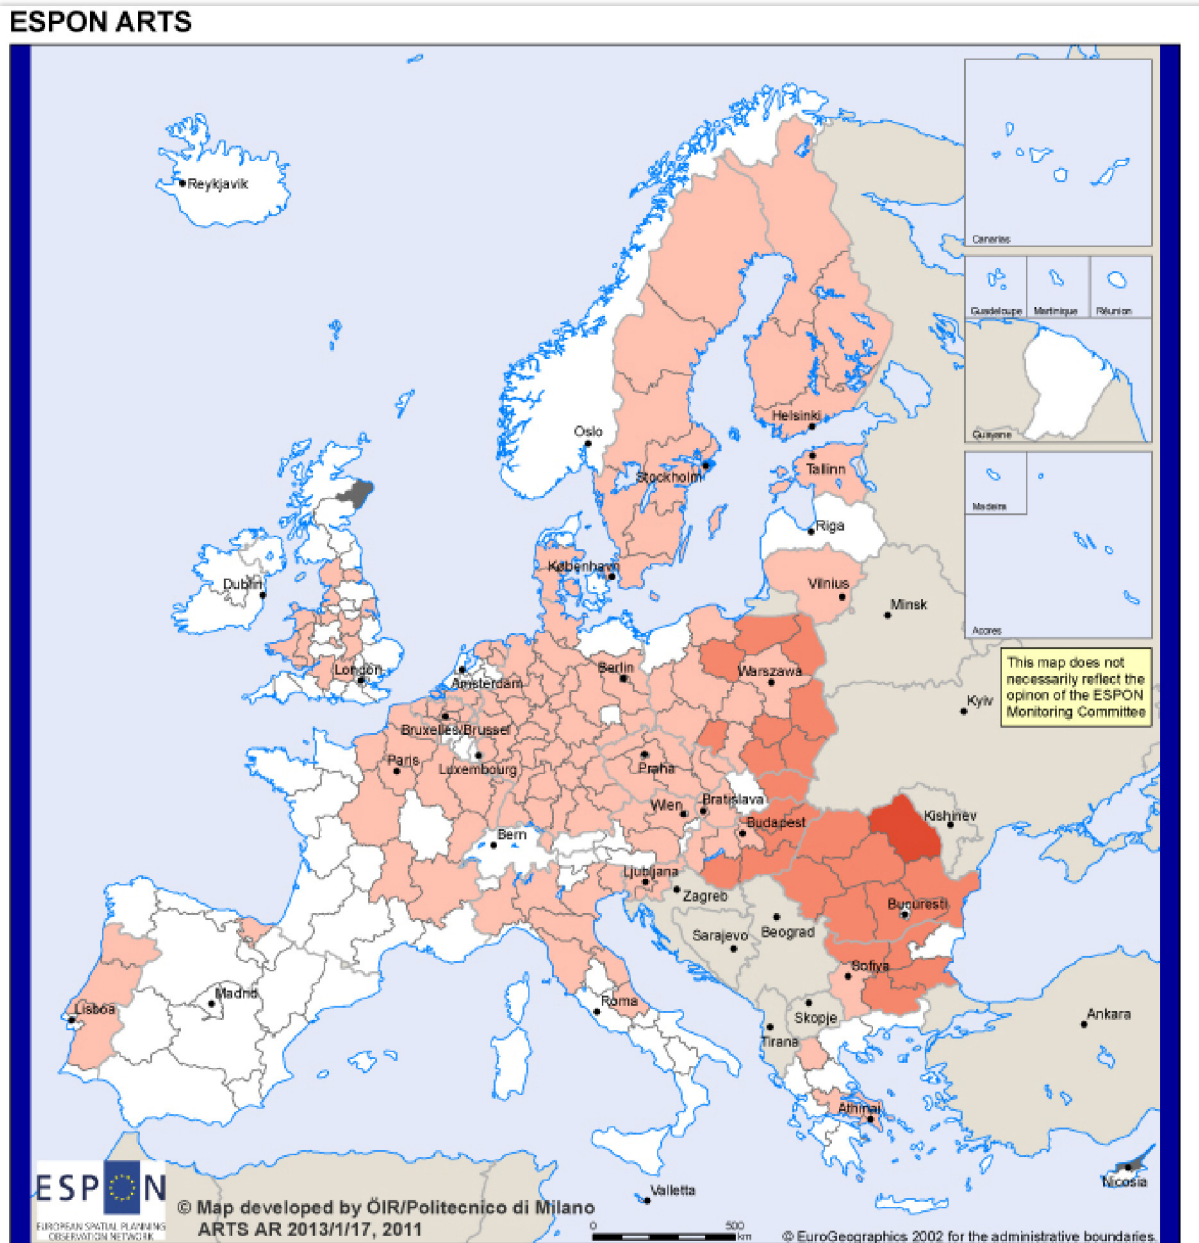 ESPON ARTS
Reykjavik
Canarias
Guadeloupe
Martinique
Réunion
Guayane
Helsinki
Oslo
Tallinn
Stockholm
Madeira
Riga
København
Dublin
Vilnius
Minsk
Acores
This map does not
necessarily reflect the
opinon of the ESPON
Monitoring Committee
London
Berlin
Warszawa
Amsterdam
Kyiv
Bruxelles/Brussel
Paris
Luxembourg
Praha
Wien
Bratislava
Budapest
Kishinev
Bern
Ljubljana
Zagreb
Bucuresti
Beograd
Sarajevo
Sofiya
Madrid
Roma
Lisboa
Skopje
Ankara
Tirana
Athinai
Nicosia
Valletta
ESPON
EUROPEAN SPATIAL PLANNING
OBSERVATION NETWORK
© Map developed by ÖIR/Politecnico di Milano
ARTS AR 2013/1/17, 2011
0 500
km
© EuroGeographics 2002 for the administrative boundaries.